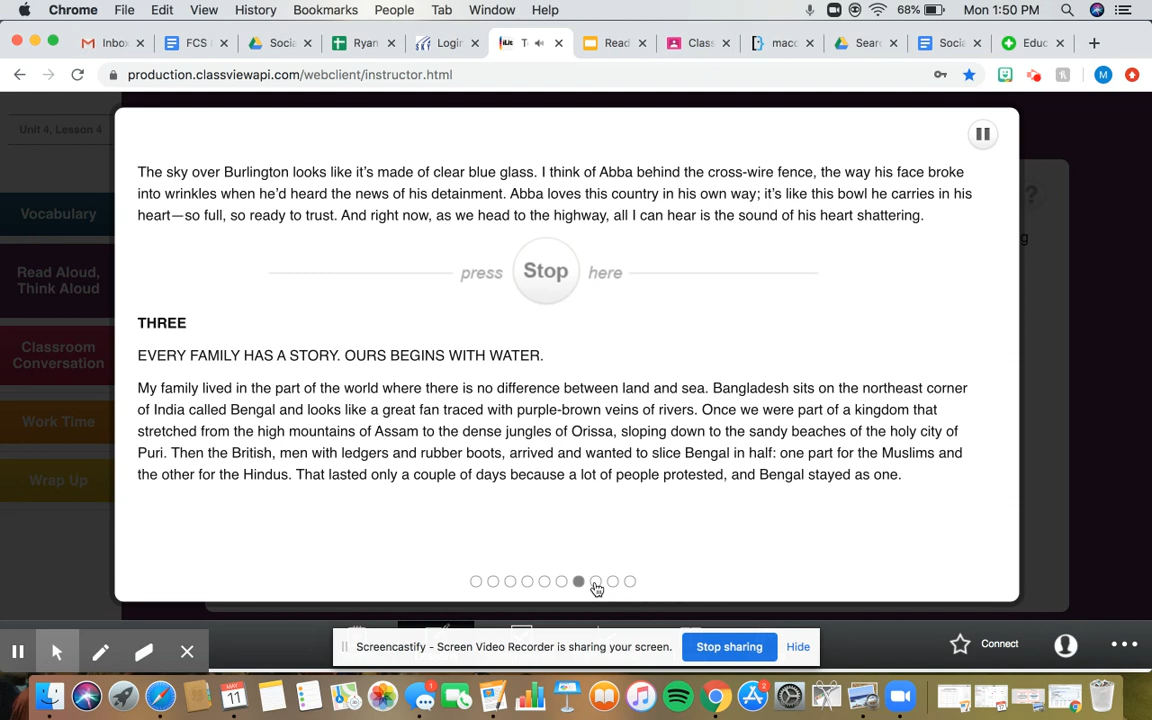 Chrome File Edit View History Bookmarks People Tab Window Help 68% Mon 1:50 PM
Inbo FCS Socia Ryan Login iLit T Read Class macc Searc Socia Educ
production.classviewapi.com/webclient/instructor.html
Unit 4, Lesson 4
Vocabulary
Read Aloud,
Think Aloud
Classroom
Conversation
Work Time
Wrap Up
?
g
The sky over Burlington looks like it's made of clear blue glass. I think of Abba behind the cross-wire fence, the way his face broke
into wrinkles when he'd heard the news of his detainment. Abba loves this country in his own way; it's like this bowl he carries in his
heart—so full, so ready to trust. And right now, as we head to the highway, all I can hear is the sound of his heart shattering.
press Stop here
THREE
EVERY FAMILY HAS A STORY. OURS BEGINS WITH WATER.
My family lived in the part of the world where there is no difference between land and sea. Bangladesh sits on the northeast corner
of India called Bengal and looks like a great fan traced with purple-brown veins of rivers. Once we were part of a kingdom that
stretched from the high mountains of Assam to the dense jungles of Orissa, sloping down to the sandy beaches of the holy city of
Puri. Then the British, men with ledgers and rubber boots, arrived and wanted to slice Bengal in half: one part for the Muslims and
the other for the Hindus. That lasted only a couple of days because a lot of people protested, and Bengal stayed as one.
Screencastify - Screen Video Recorder is sharing your screen. Stop sharing Hide
Connect